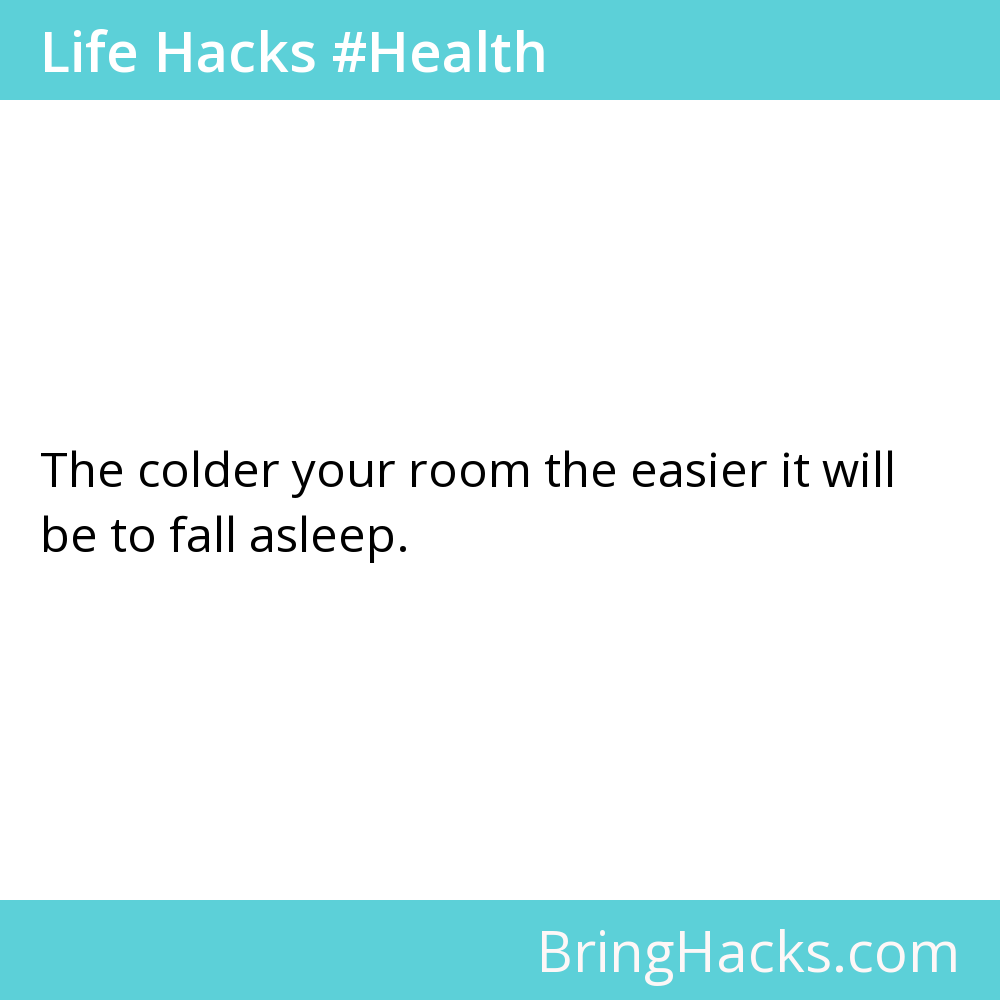 Life Hacks #Health
The colder your room the easier it will
be to fall asleep.
BringHacks.com